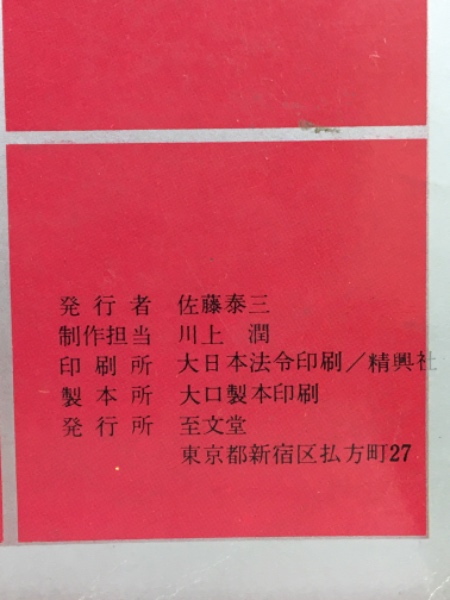 発行者 佐藤泰三
制作担当 川上 潤
印刷所 大日本法令印刷／精興社
製本所 大口製本印刷
発行所 至文堂
東京都新宿区払方町27